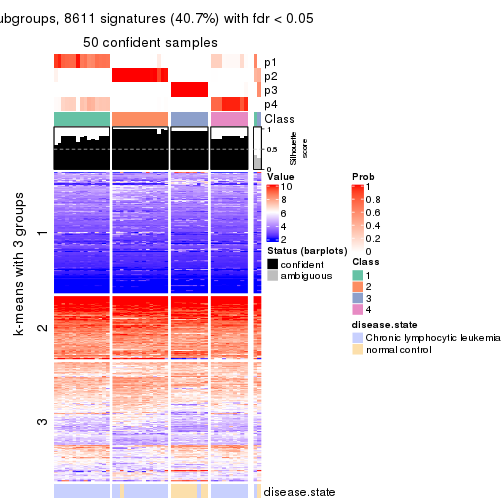 ubgroups, 8611 signatures (40.7%) with fdr < 0.05
50 confident samples
p1
p2
p3
p4
Class
1
0.5
0
Silhouette
score
k-means with 3 groups
1
2
3
disease.state
Value
10
8
6
4
2
Status (barplots)
confident
ambiguous
Prob
1
0.8
0.6
0.4
0.2
0
Class
1
2
3
4
disease.state
Chronic lymphocytic leukemia
normal control